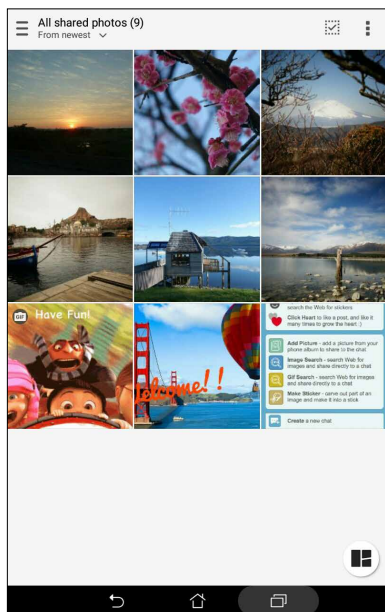 All shared photos (9)
From newest
GIF
Have Fun!
Welcome! !
search the Web for stickers
Click Heart to like a post, and like it
many times to grow the heart :)
Add Picture - add a picture from your
phone album to share to the chat
Image Search - search Web for
images and share directly to a chat
Gif Search - search Web for images
end share directly to a chat
Make Sticker - carve out part of an
image and make it into a stick
Create a new chat